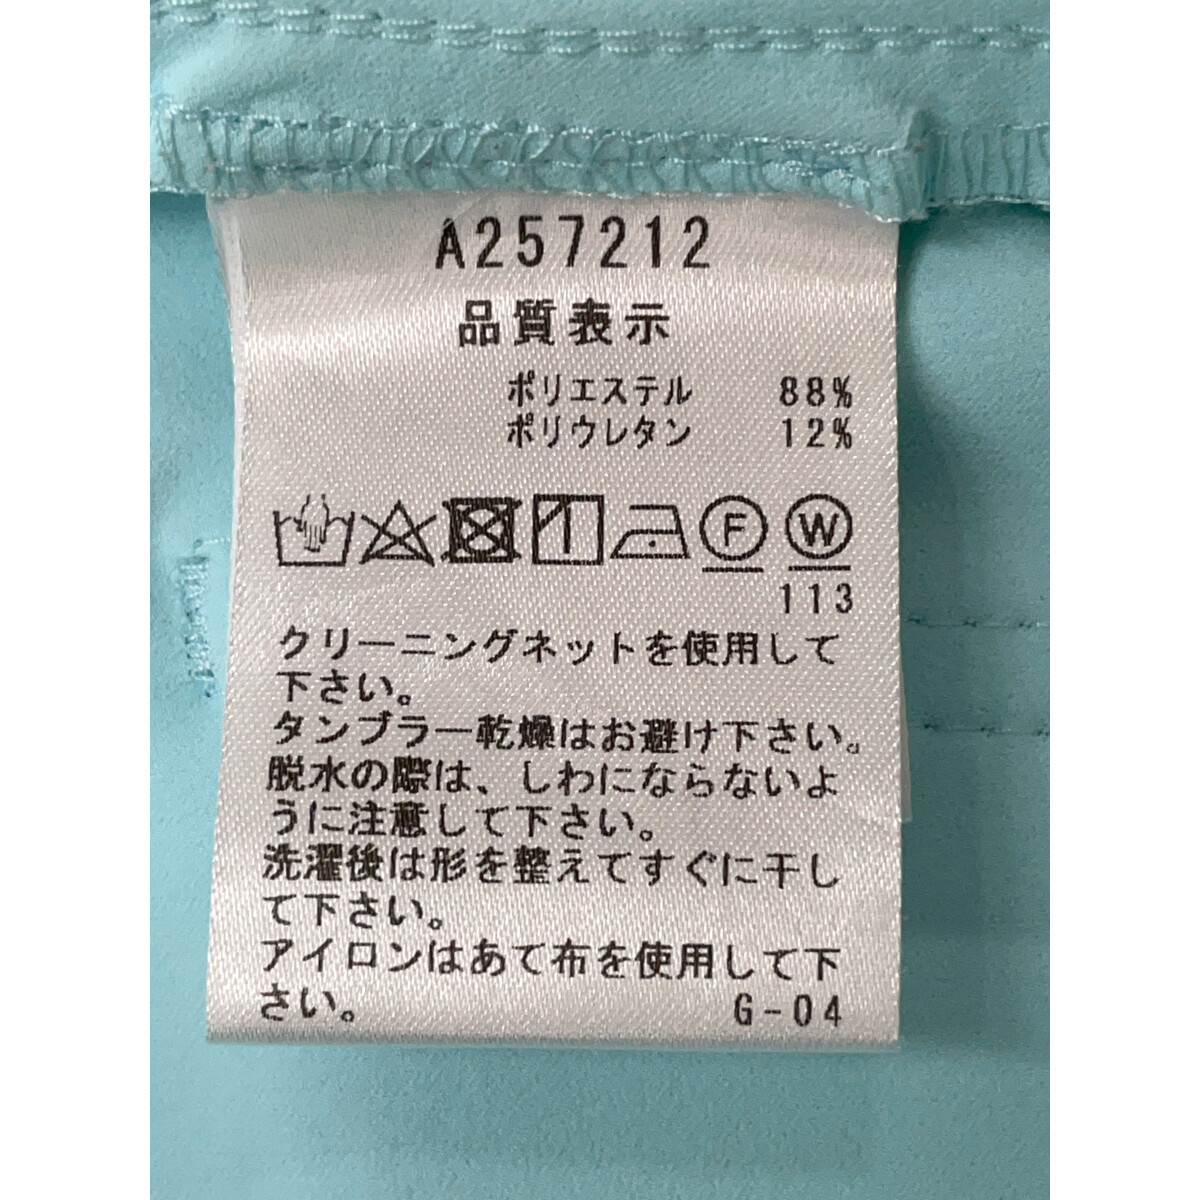 A257212
品質表示
ポリエステル 88%
ポリウレタン 12%
F W
113
クリーニングネットを使用して
下さい。
タンブラー乾燥はお避け下さい。
脱水の際は、しわにならないよ
うに注意して下さい。
洗濯後は形を整えてすぐに干し
て下さい。
アイロンはあて布を使用して下
さい。 G-04